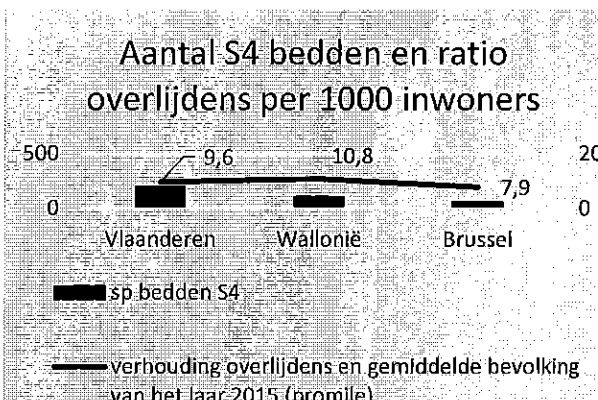 Aantal S4 bedden en ratio
overlijdens per 1000 inwoners
500 9,6 10,8 20
0 7,9 0
Vlaanderen Wallonië Brussel
sp bedden S4
verhouding overlijdens en gemiddelde bevolking
van het jaar 2015 (promile)